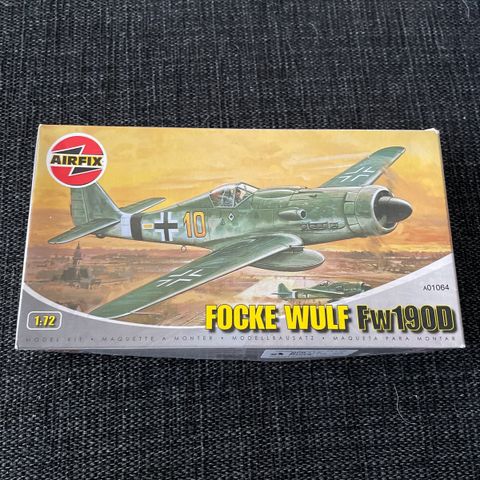 AIRFIX
10
A01064
FOCKE WULF Fw190D
1:72
MODEL KIT • MAQUETTE A MONTER • MODELLBAUSATZ • MAQUETA PARA MONTAR